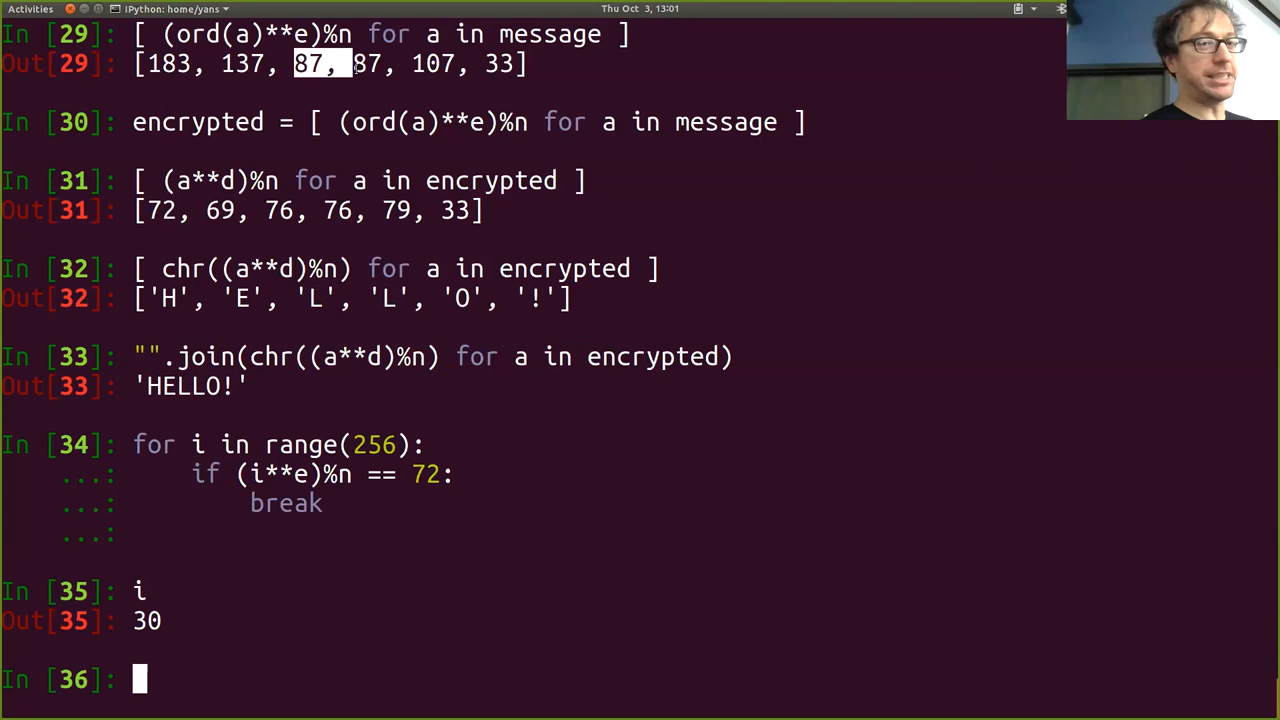 Activities iPython: home/yans Thu Oct 3, 13:01
In [29]: [ (ord(a)**e)%n for a in message ]
Out[29]: [183, 137, 87, 87, 107, 33]
In [30]: encrypted = [ (ord(a)**e)%n for a in message ]
In [31]: [ (a**d)%n for a in encrypted ]
Out[31]: [72, 69, 76, 76, 79, 33]
In [32]: [ chr((a**d)%n) for a in encrypted ]
Out[32]: ['H', 'E', 'L', 'L', 'O', '!']
In [33]: "".join(chr((a**d)%n) for a in encrypted)
Out[33]: 'HELLO!'
In [34]: for i in range(256):
...: if (i**e)%n == 72:
...: break
...:
In [35]: i
Out[35]: 30
In [36]: